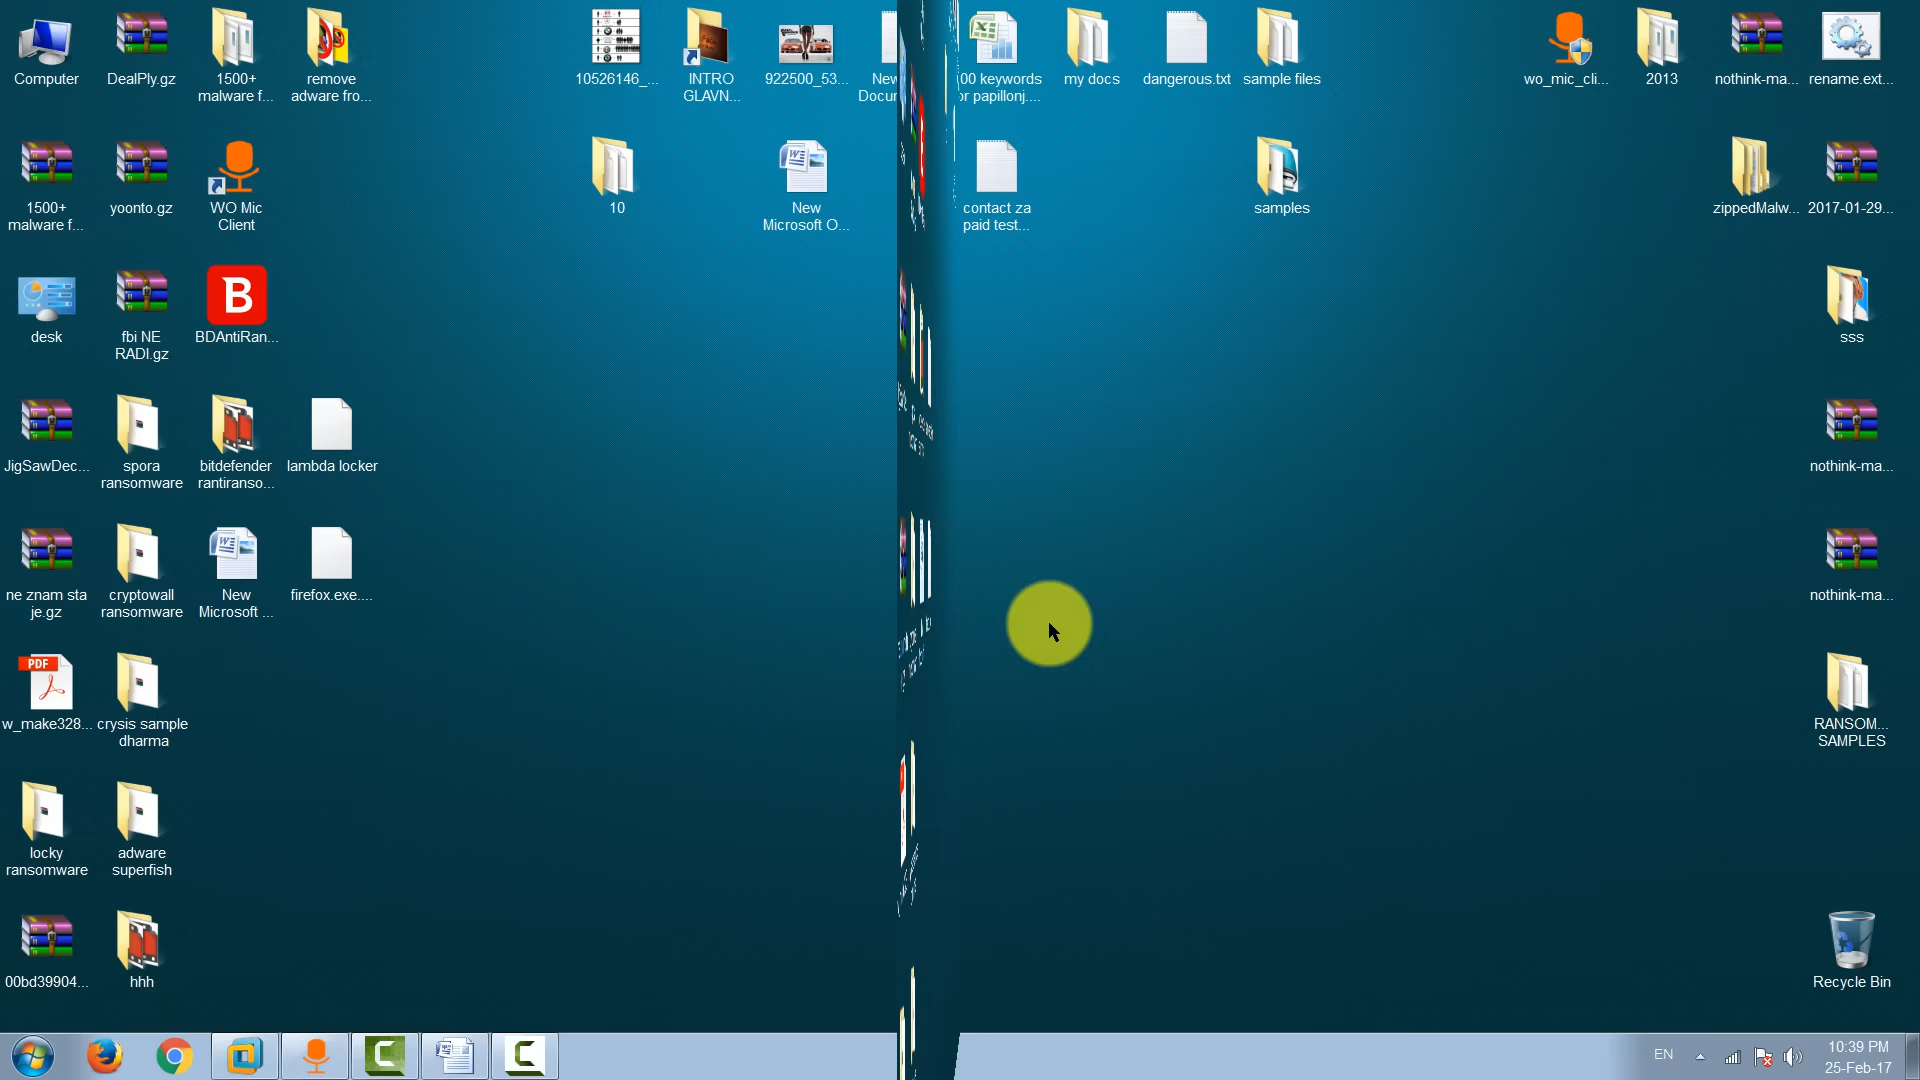 Computer
DealPly.gz
1500+
malware f...
remove
adware fro...
10526146_...
INTRO
GLAVN...
922500_53...
New
Docur
00 keywords
or papillonj....
my docs
dangerous.txt
sample files
wo_mic_cli...
2013
nothink-ma...
rename.ext...
1500+
malware f...
yoonto.gz
WO Mic
Client
10
New
Microsoft O...
contact za
paid test...
samples
zippedMalw...
2017-01-29...
desk
fbi NE
RADI.gz
B
BDAntiRan...
sss
JigSawDec...
spora
ransomware
bitdefender
rantiranso...
lambda locker
nothink-ma...
ne znam sta
je.gz
cryptowall
ransomware
New
Microsoft ...
firefox.exe....
nothink-ma...
PDF
w_make328...
crysis sample
dharma
RANSOM...
SAMPLES
locky
ransomware
adware
superfish
00bd39904...
hhh
Recycle Bin
EN
10:39 PM
25-Feb-17